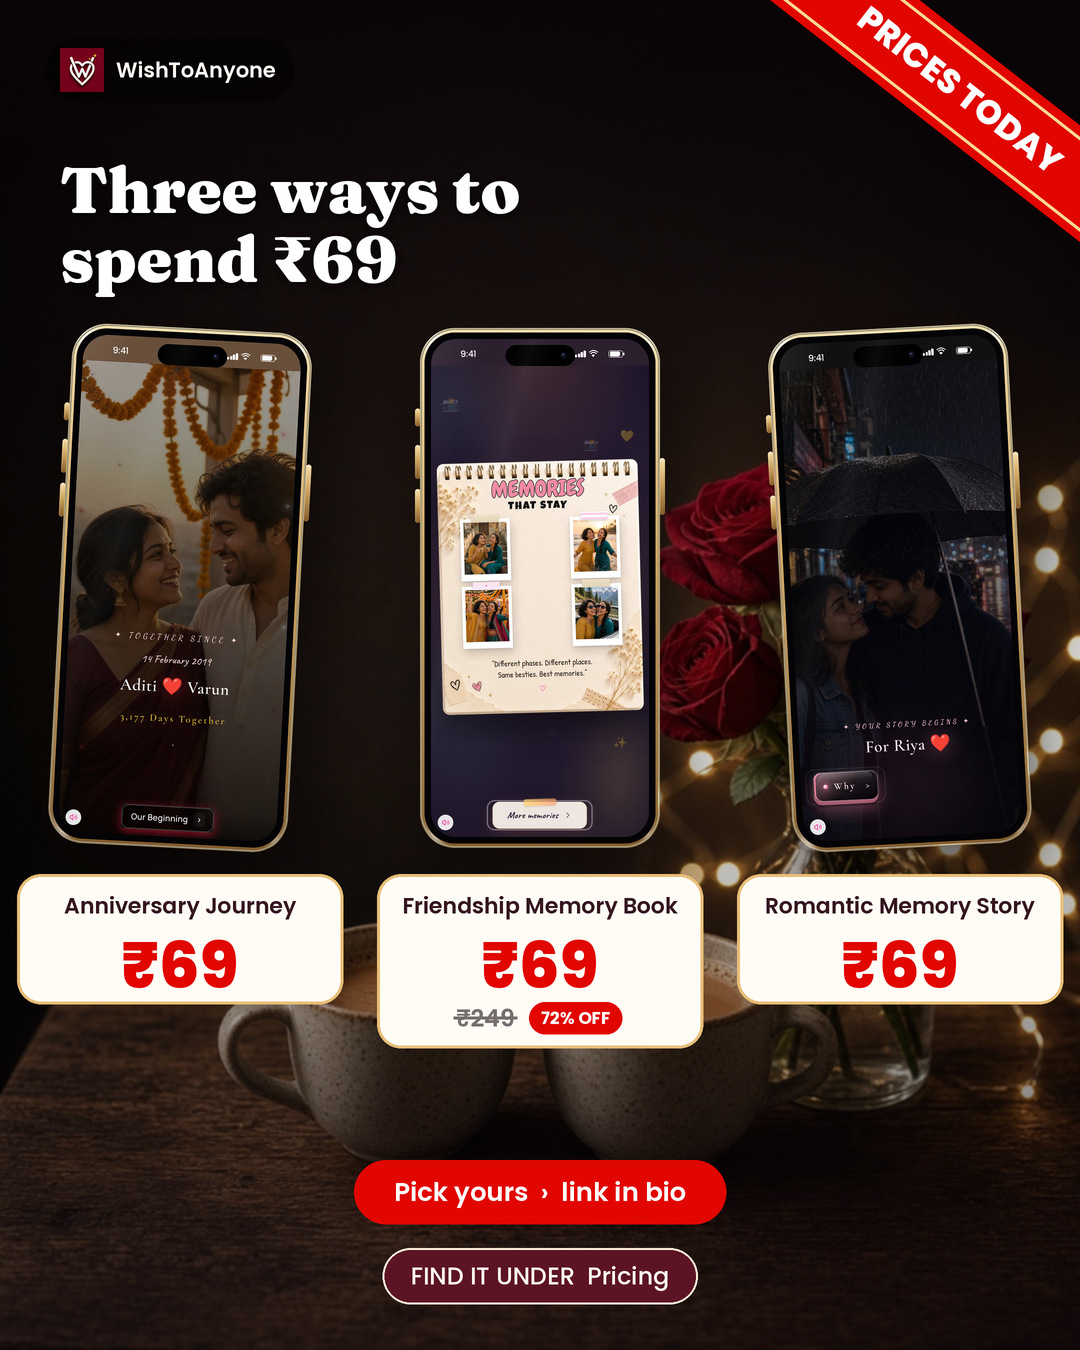 WishToAnyone
PRICES TODAY
Three ways to
spend ₹69
9:41
TOGETHER SINCE
14 February 2019
Aditi ❤️ Varun
3,177 Days Together
Our Beginning ›
9:41
MEMORIES
THAT STAY
"Different phases. Different places.
Same besties. Best memories."
More memories ›
9:41
YOUR STORY BEGINS
For Riya ❤️
Why >
Anniversary Journey
₹69
Friendship Memory Book
₹69
₹249 72% OFF
Romantic Memory Story
₹69
Pick yours › link in bio
FIND IT UNDER Pricing